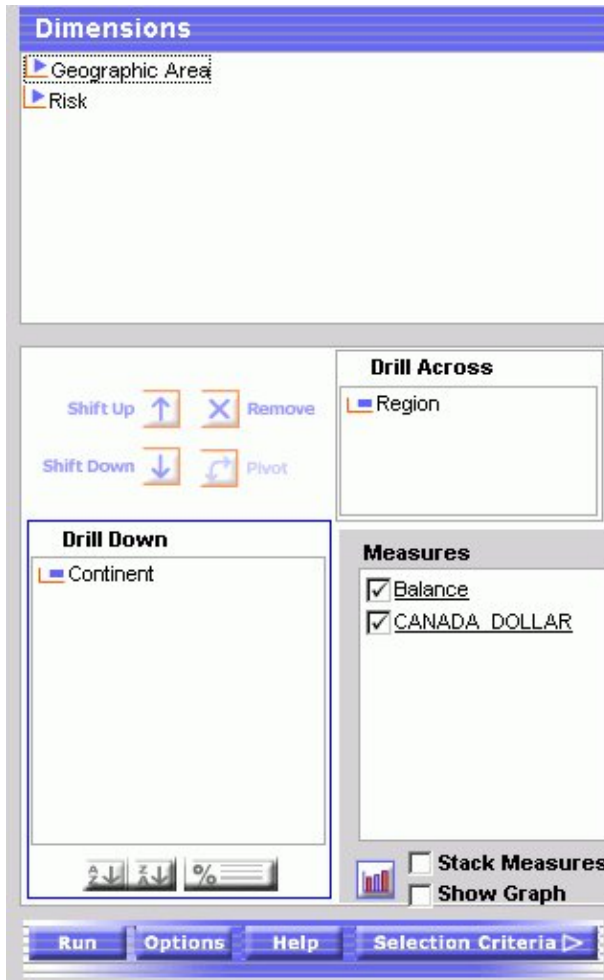 Dimensions
Geographic Area
Risk
Drill Across
Region
Shift Up
Remove
Shift Down
Pivot
Drill Down
Continent
Measures
Balance
CANADA_DOLLAR
A Z
Z A
%
Stack Measures
Show Graph
Run
Options
Help
Selection Criteria